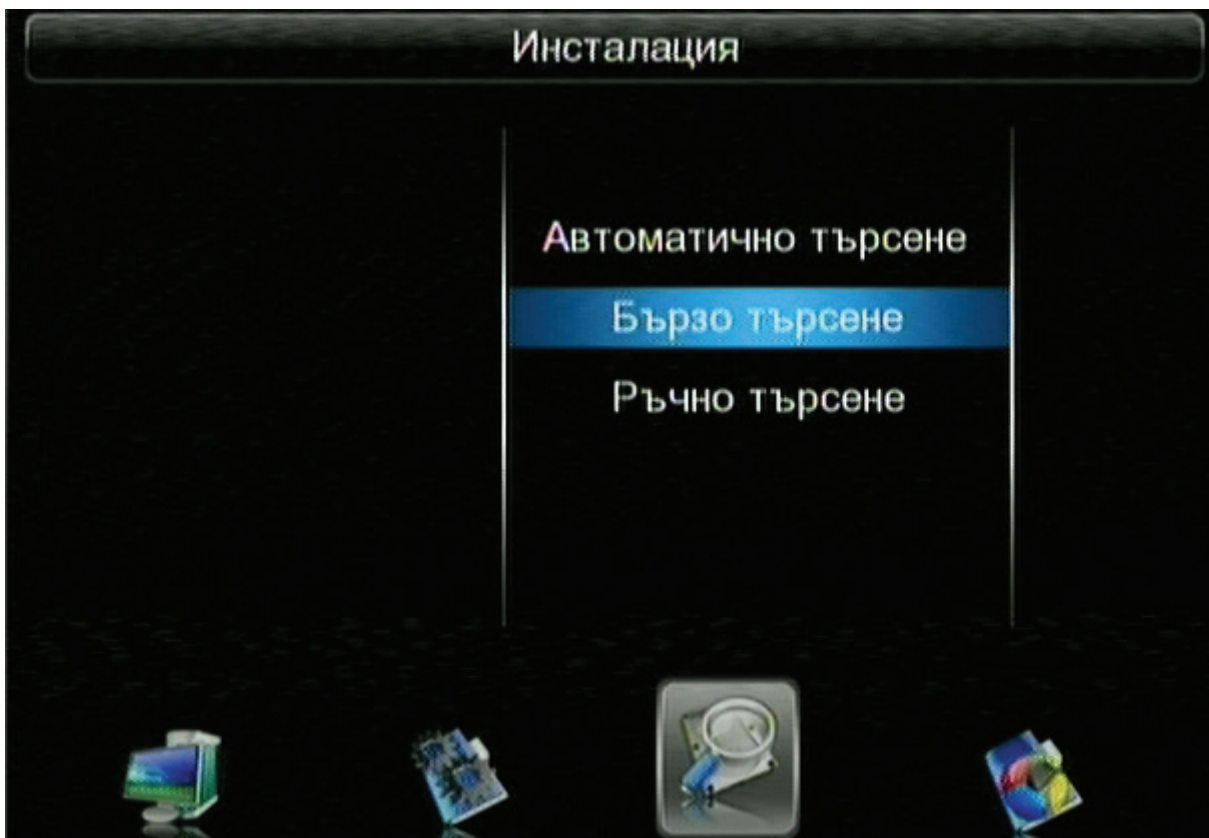 Инсталация
Автоматично търсене
Бързо търсене
Ръчно търсене